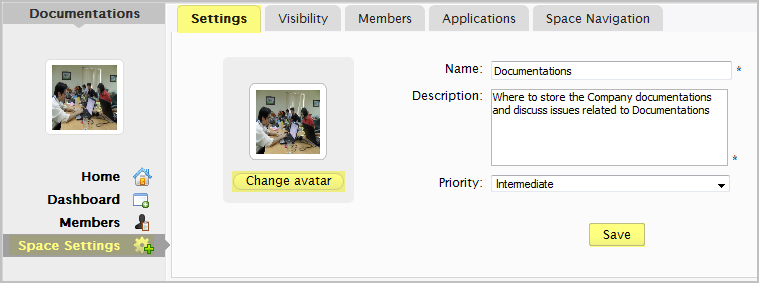 Documentations
Home
Dashboard
Members
Space Settings
Settings
Visibility
Members
Applications
Space Navigation
Change avatar
Name: Documentations *
Description: Where to store the Company documentations
and discuss issues related to Documentations
*
Priority: Intermediate
Save